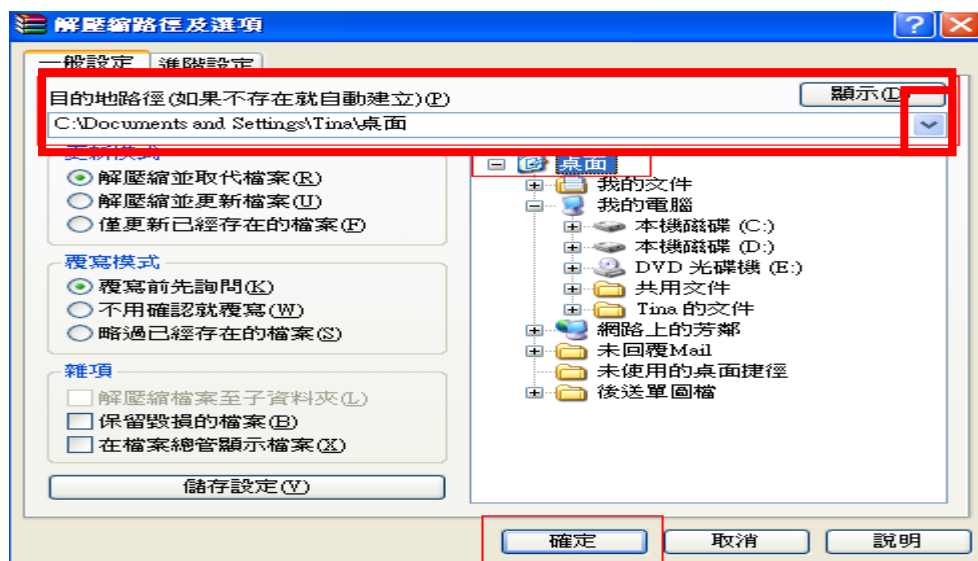 解壓縮路徑及選項
一般設定 進階設定
目的地路徑(如果不存在就自動建立)(P)
顯示(D)
C:\Documents and Settings\Tina\桌面
更新模式
解壓縮並取代檔案(R)
解壓縮並更新檔案(U)
僅更新已經存在的檔案(F)
覆寫模式
覆寫前先詢問(K)
不用確認就覆寫(W)
略過已經存在的檔案(S)
雜項
解壓縮檔案至子資料夾(L)
保留毀損的檔案(B)
在檔案總管顯示檔案(X)
儲存設定(V)
桌面
我的文件
我的電腦
本機磁碟 (C:)
本機磁碟 (D:)
DVD 光碟機 (E:)
共用文件
Tina 的文件
網路上的芳鄰
未回覆Mail
未使用的桌面捷徑
後送單圖檔
確定
取消
說明